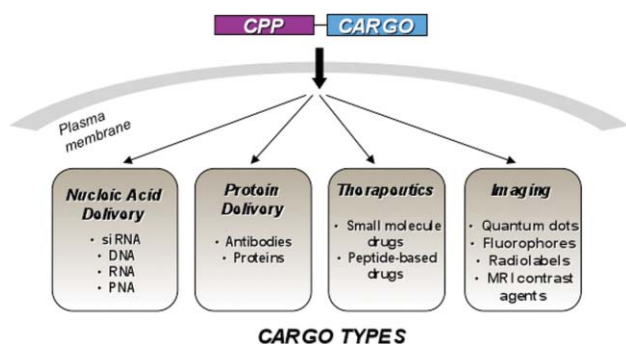 CPP CARGO
Plasma
membrane
Nucleic Acid
Delivery
• siRNA
• DNA
• RNA
• PNA
Protein
Delivery
• Antibodies
• Proteins
Therapeutics
• Small molecule
drugs
• Peptide-based
drugs
Imaging
• Quantum dots
• Fluorophores
• Radiolabels
• MRI contrast
agents
CARGO TYPES